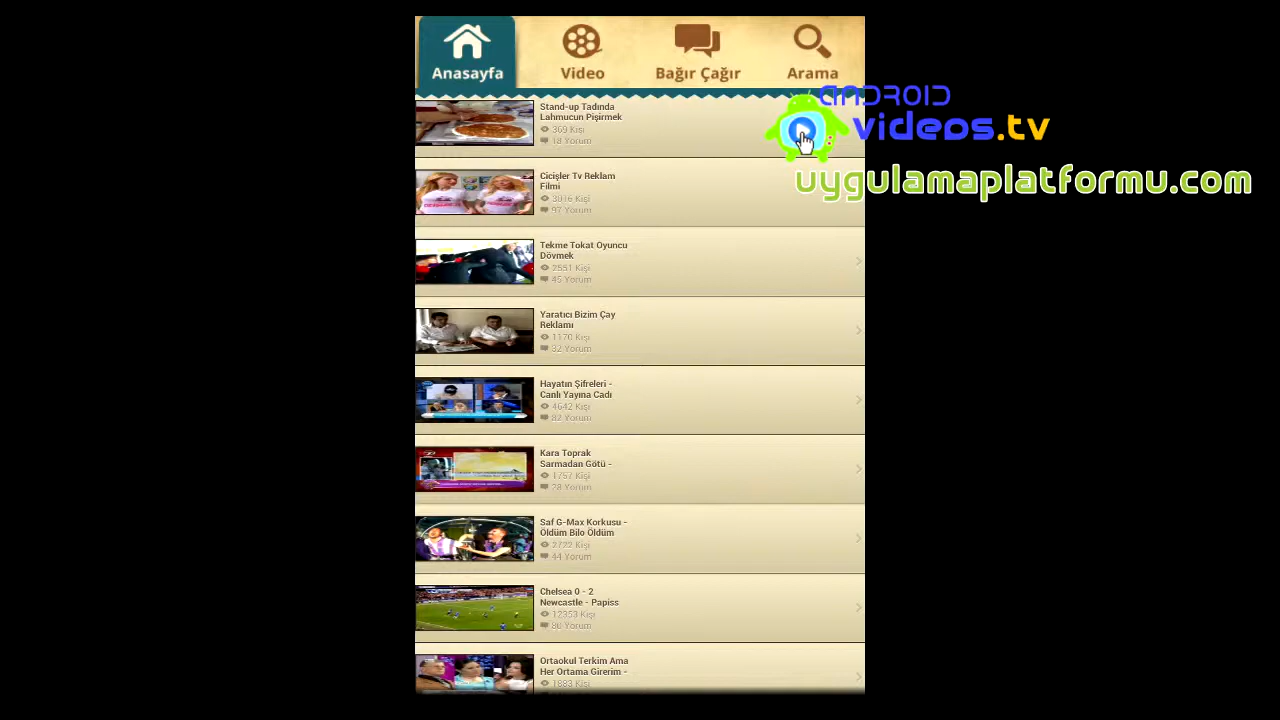 Anasayfa
Video
Bağır Çağır
Arama
ANDROID
videos.tv
uygulamaplatformu.com
Stand-up Tadında
Lahmucun Pişirmek
369 Kişi
18 Yorum
Cicişler Tv Reklam
Filmi
3016 Kişi
97 Yorum
Tekme Tokat Oyuncu
Dövmek
2551 Kişi
45 Yorum
Yaratıcı Bizim Çay
Reklamı
1170 Kişi
32 Yorum
Hayatın Şifreleri -
Canlı Yayına Cadı
4642 Kişi
82 Yorum
Kara Toprak
Sarmadan Götü -
1757 Kişi
28 Yorum
Saf G-Max Korkusu -
Öldüm Bilo Öldüm
2722 Kişi
44 Yorum
Chelsea 0 - 2
Newcastle - Papiss
12353 Kişi
80 Yorum
Ortaokul Terkim Ama
Her Ortama Girerim -
1883 Kişi